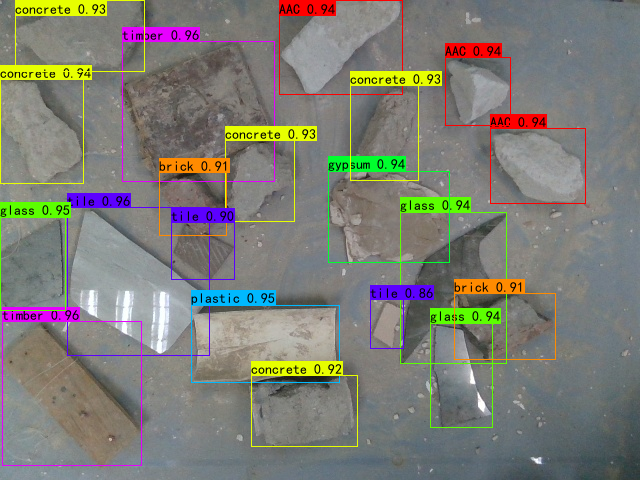 concrete 0.93
AAC 0.94
timber 0.96
AAC 0.94
concrete 0.94
concrete 0.93
AAC 0.94
concrete 0.93
brick 0.91
gypsum 0.94
tile 0.96
glass 0.95
tile 0.90
glass 0.94
plastic 0.95
tile 0.86
brick 0.91
timber 0.96
glass 0.94
concrete 0.92